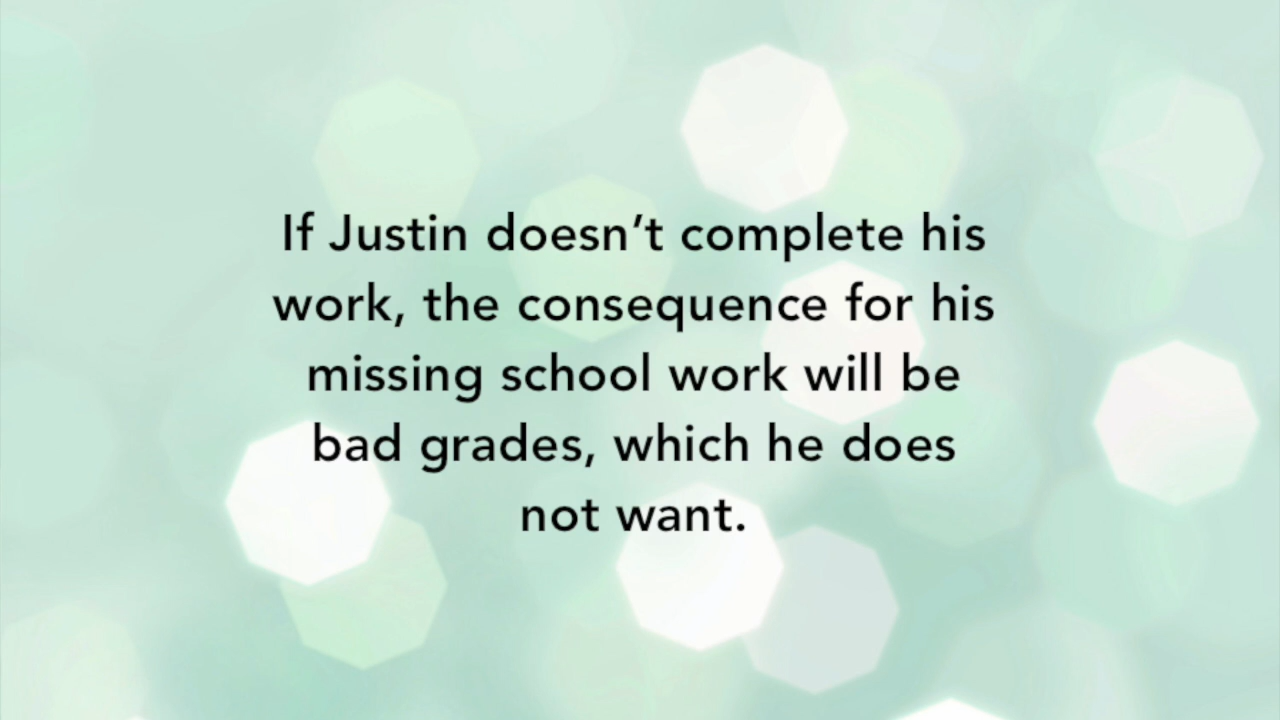 If Justin doesn’t complete his
work, the consequence for his
missing school work will be
bad grades, which he does
not want.